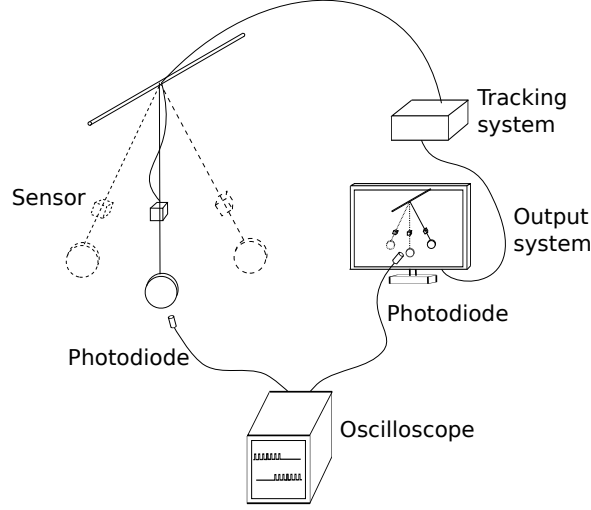 Tracking
system
Sensor
Output
system
Photodiode
Photodiode
Oscilloscope